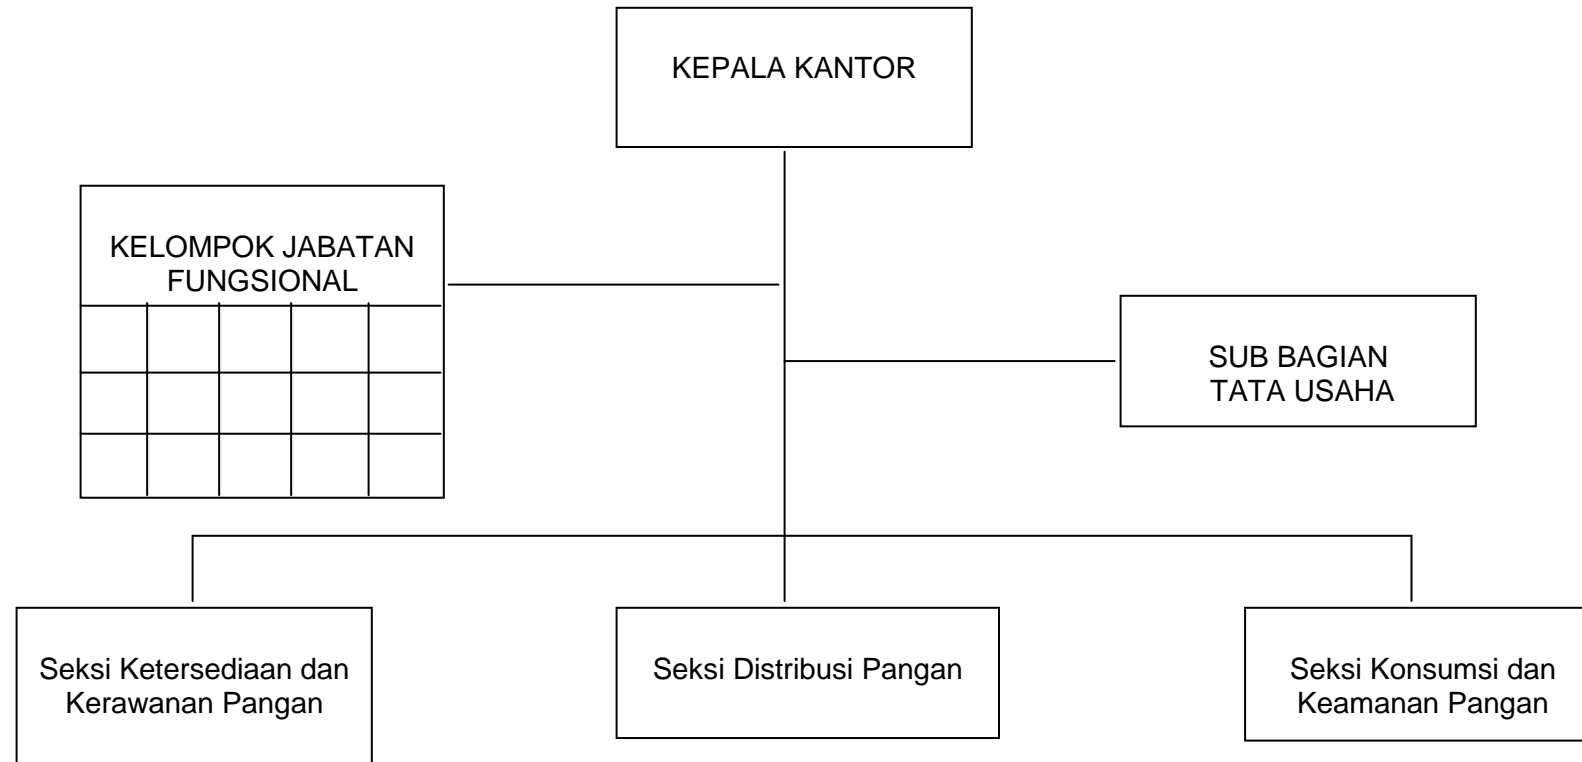 KEPALA KANTOR
KELOMPOK JABATAN
FUNGSIONAL
SUB BAGIAN
TATA USAHA
Seksi Ketersediaan dan
Kerawanan Pangan
Seksi Distribusi Pangan
Seksi Konsumsi dan
Keamanan Pangan